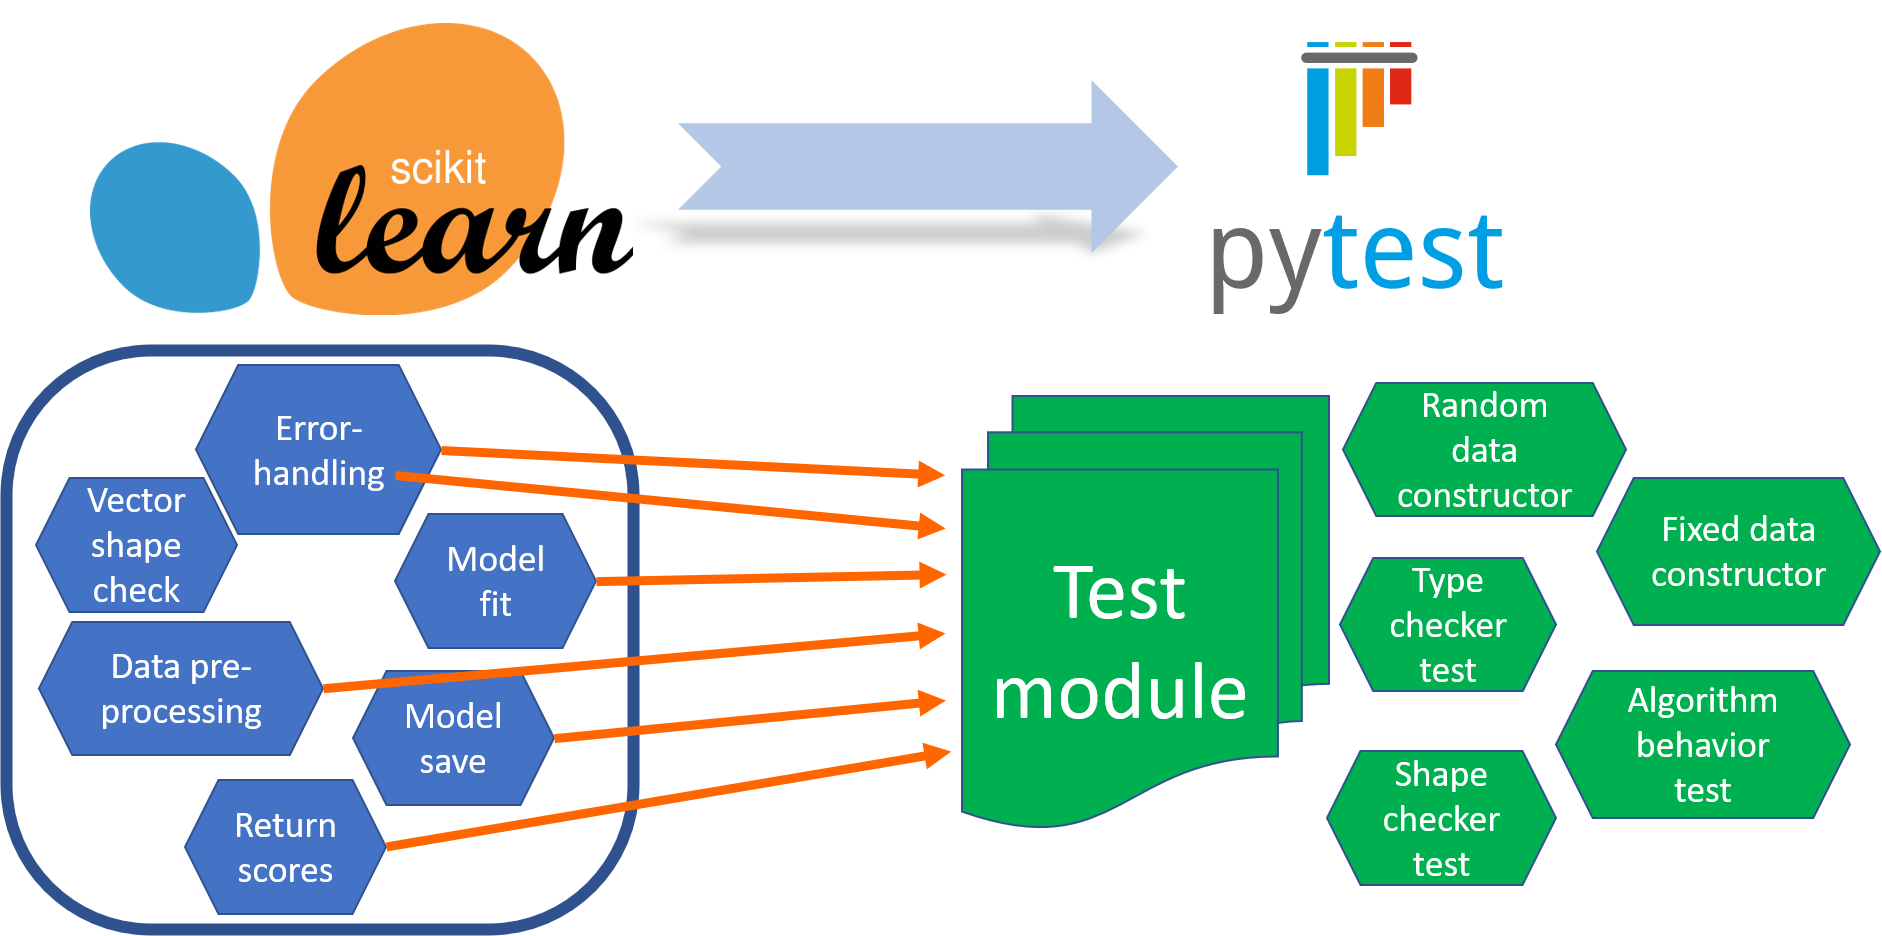 scikit
learn
pytest
Error-
handling
Vector
shape
check
Model
fit
Data pre-
processing
Model
save
Return
scores
Test
module
Random
data
constructor
Fixed data
constructor
Type
checker
test
Algorithm
behavior
test
Shape
checker
test